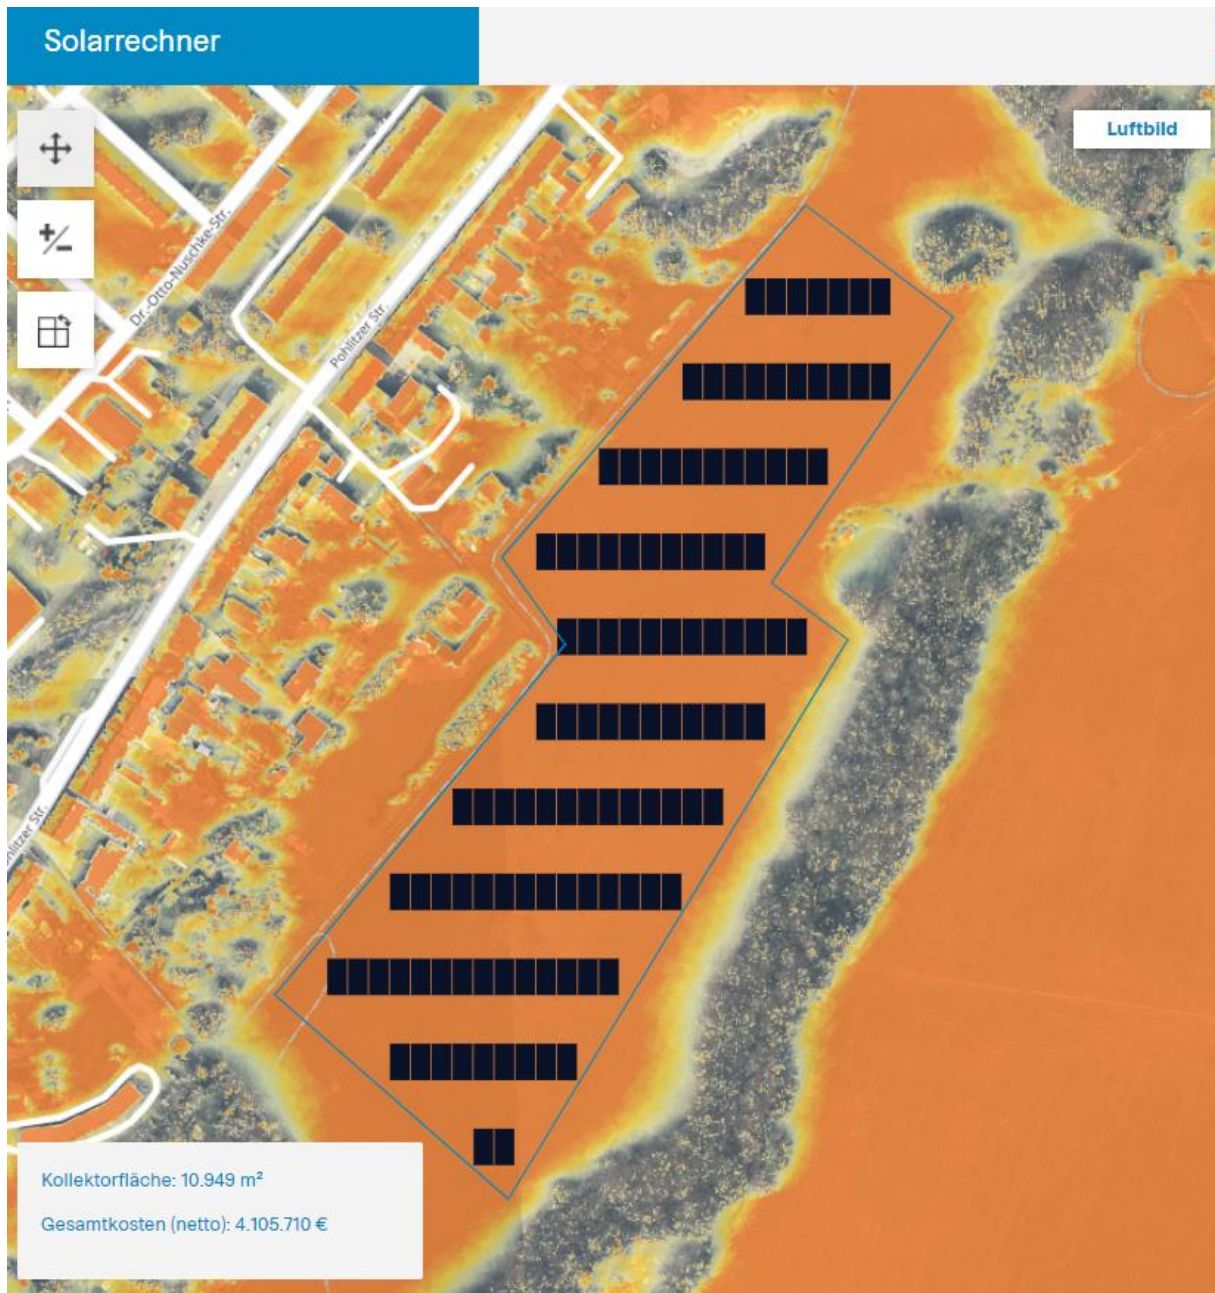 Solarrechner
Luftbild
Dr.-Otto-Nuschke-Str.
Pohlitzer Str.
Kollektorfläche: 10.949 m²
Gesamtkosten (netto): 4.105.710 €